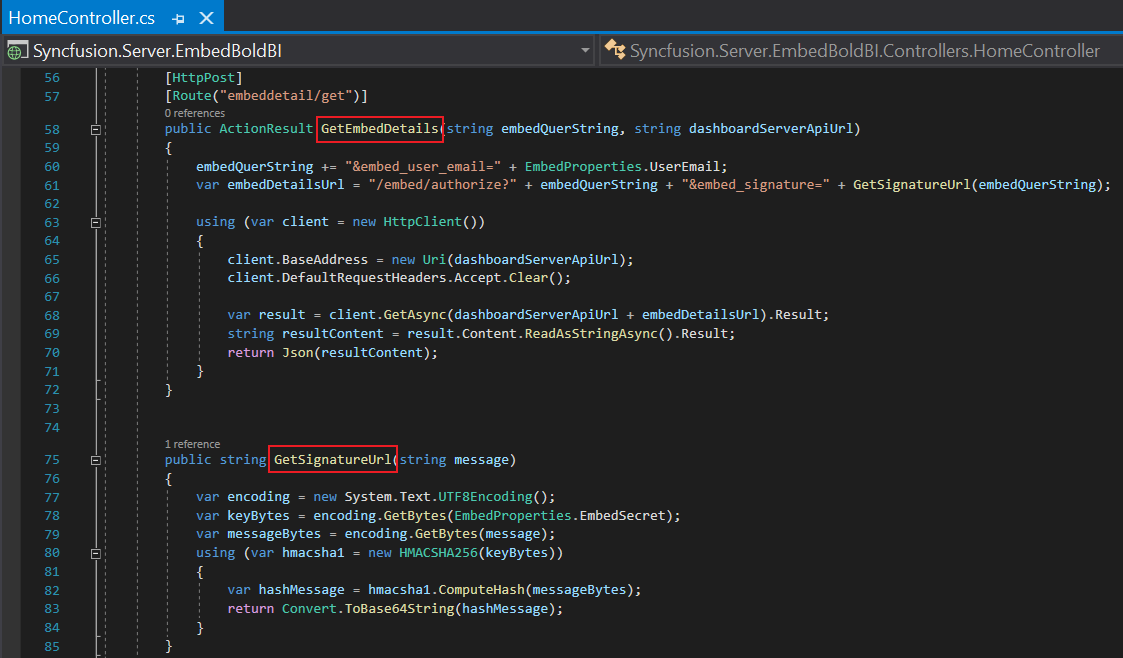 HomeController.cs
Syncfusion.Server.EmbedBoldBI Syncfusion.Server.EmbedBoldBI.Controllers.HomeController
56 [HttpPost]
57 [Route("embeddetail/get")]
0 references
58 public ActionResult GetEmbedDetails(string embedQuerString, string dashboardServerApiUrl)
59 {
60 embedQuerString += "&embed_user_email=" + EmbedProperties.UserEmail;
61 var embedDetailsUrl = "/embed/authorize?" + embedQuerString + "&embed_signature=" + GetSignatureUrl(embedQuerString);
62
63 using (var client = new HttpClient())
64 {
65 client.BaseAddress = new Uri(dashboardServerApiUrl);
66 client.DefaultRequestHeaders.Accept.Clear();
67
68 var result = client.GetAsync(dashboardServerApiUrl + embedDetailsUrl).Result;
69 string resultContent = result.Content.ReadAsStringAsync().Result;
70 return Json(resultContent);
71 }
72 }
73
74
1 reference
75 public string GetSignatureUrl(string message)
76 {
77 var encoding = new System.Text.UTF8Encoding();
78 var keyBytes = encoding.GetBytes(EmbedProperties.EmbedSecret);
79 var messageBytes = encoding.GetBytes(message);
80 using (var hmacsha1 = new HMACSHA256(keyBytes))
81 {
82 var hashMessage = hmacsha1.ComputeHash(messageBytes);
83 return Convert.ToBase64String(hashMessage);
84 }
85 }